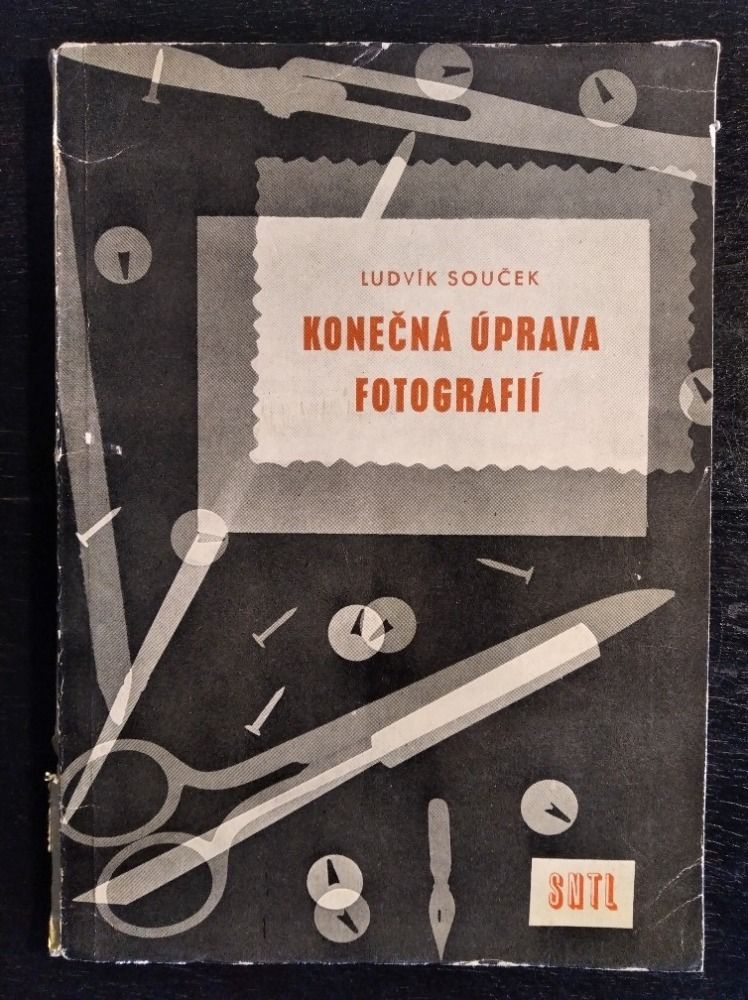 LUDVÍK SOUČEK
KONEČNÁ ÚPRAVA
FOTOGRAFIÍ
SNTL